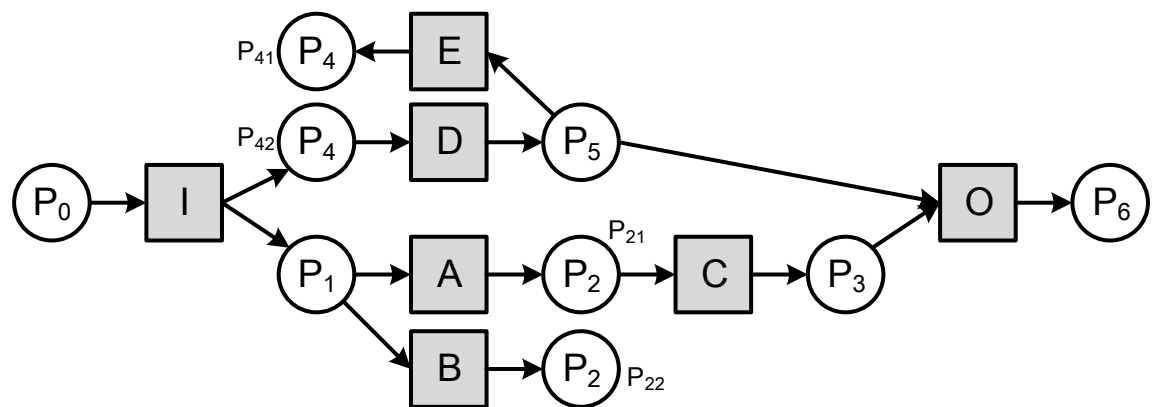 P₄₁ P₄ E
P₄₂ P₄ D P₅
P₀ I O P₆
P₂₁
P₁ A P₂ C P₃
B P₂ P₂₂